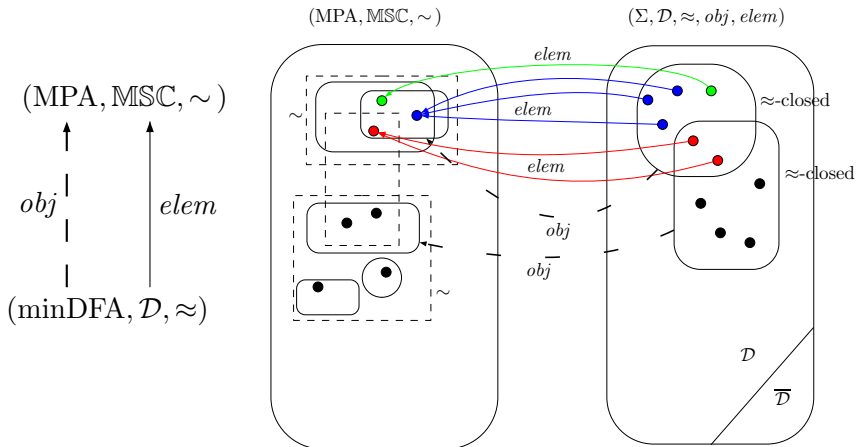 (MPA, 𝕄𝕊ℂ, ∼)
obj
elem
(minDFA, 𝒟, ≈)
(MPA, 𝕄𝕊ℂ, ∼)
(Σ, 𝒟, ≈, obj, elem)
elem
elem
elem
∼
≈-closed
≈-closed
obj
obj
∼
𝒟
𝒟̅